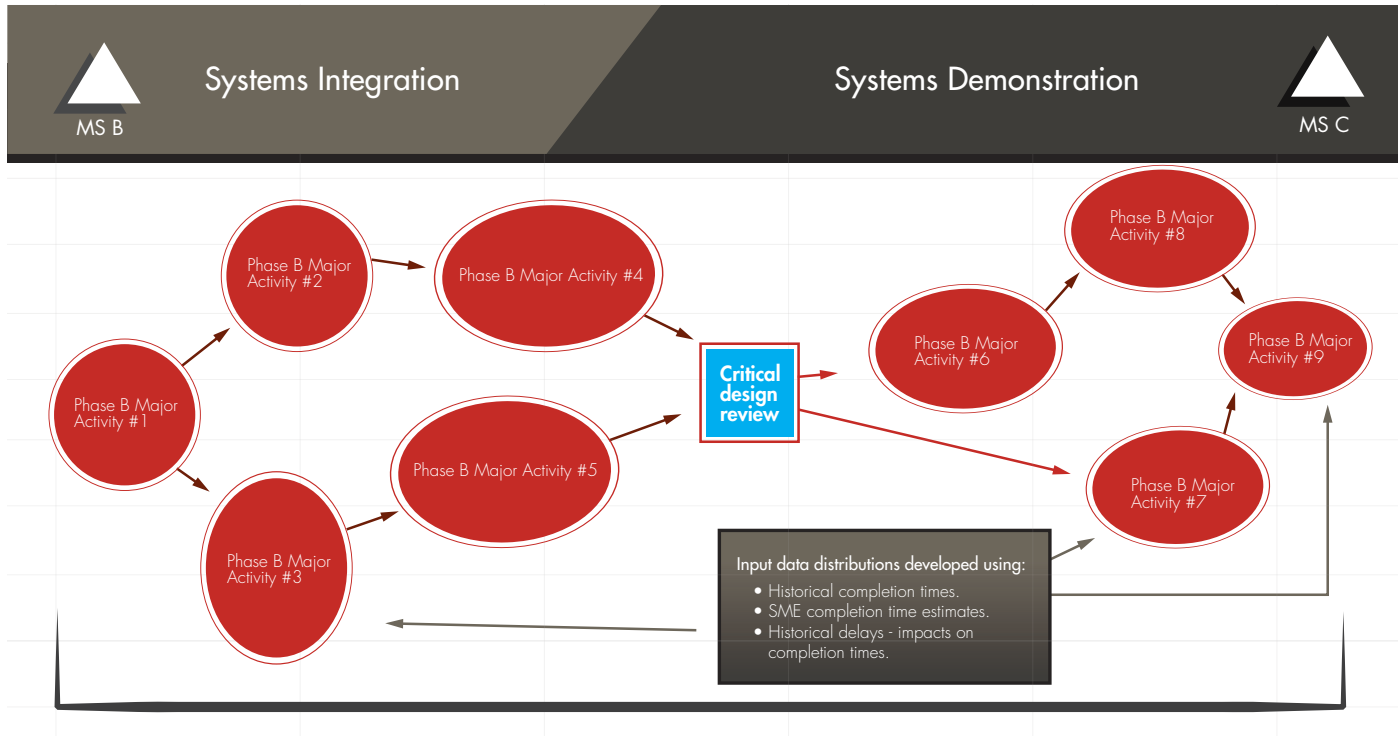 Systems Integration
Systems Demonstration
MS B
MS C
Phase B Major
Activity #1
Phase B Major
Activity #2
Phase B Major
Activity #3
Phase B Major Activity #4
Phase B Major Activity #5
Critical
design
review
Phase B Major
Activity #6
Phase B Major
Activity #7
Phase B Major
Activity #8
Phase B Major
Activity #9
Input data distributions developed using:
• Historical completion times.
• SME completion time estimates.
• Historical delays - impacts on
completion times.